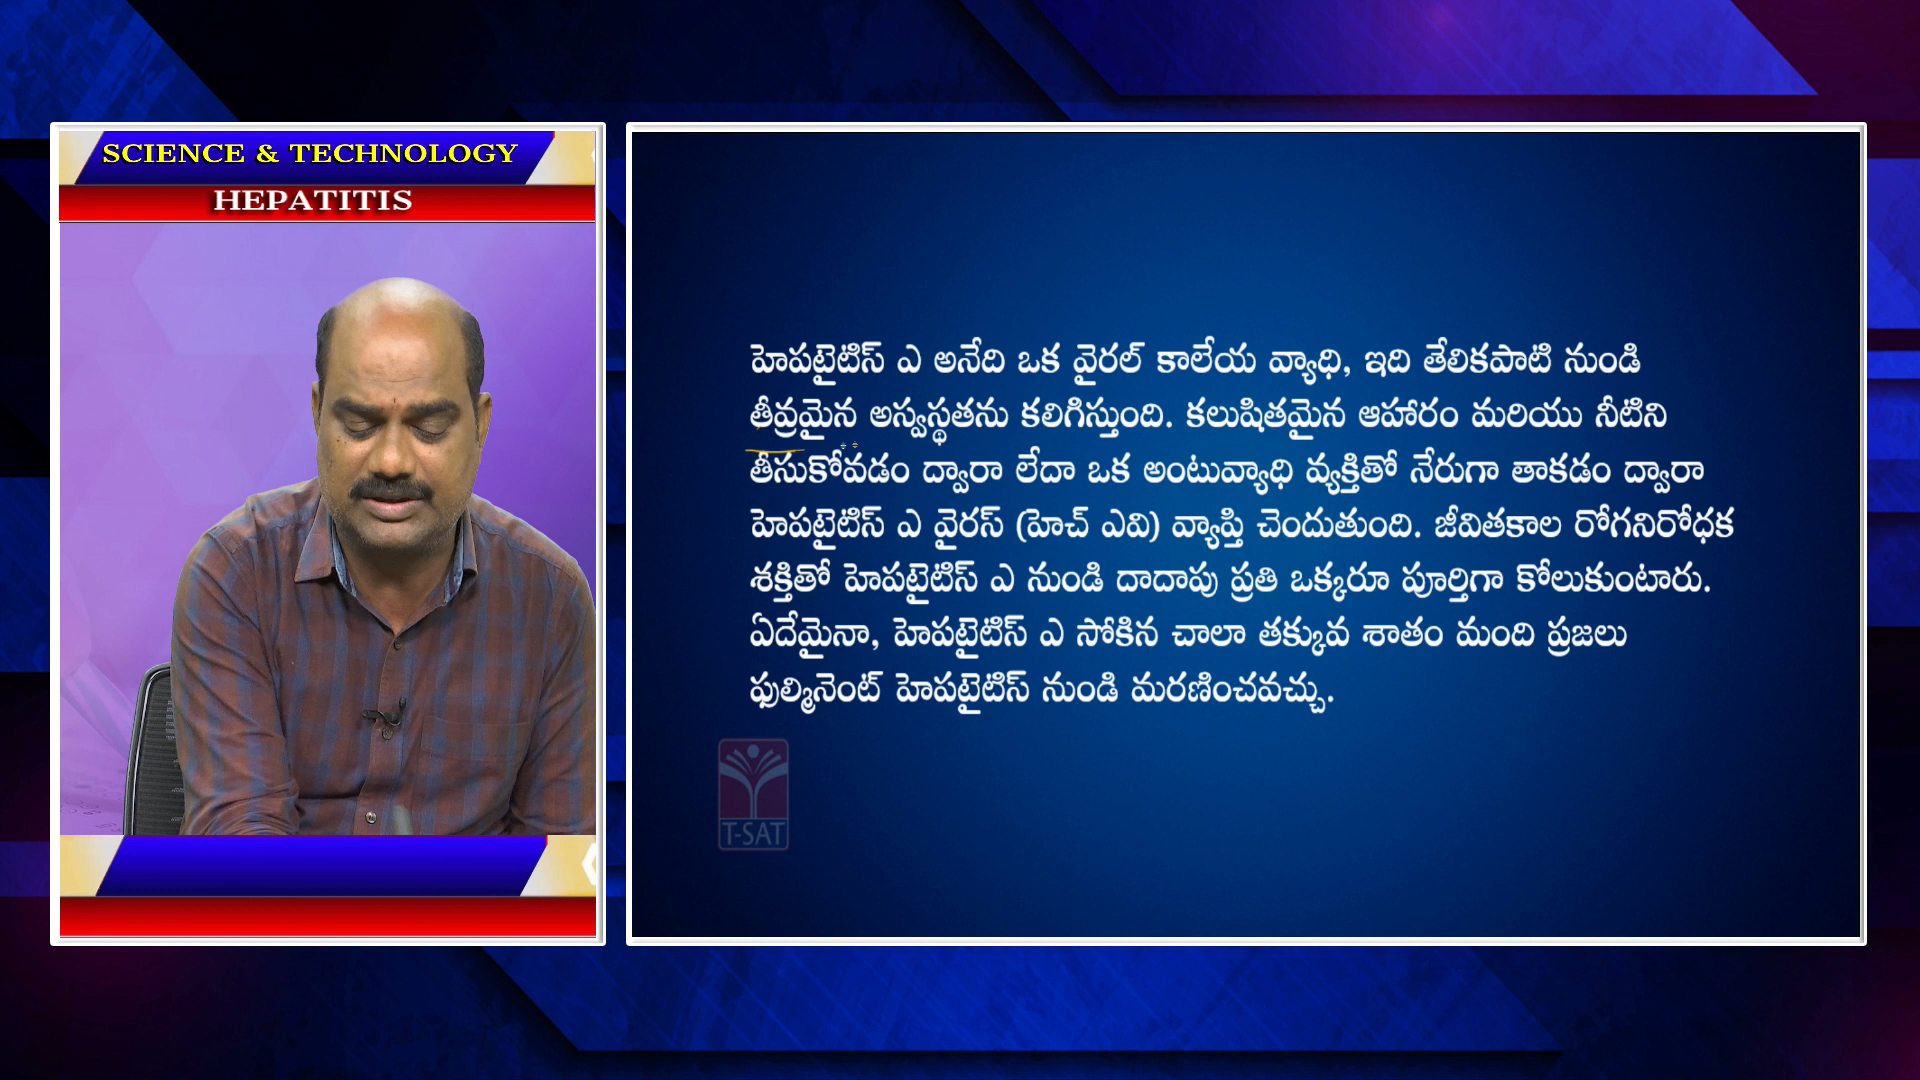 SCIENCE & TECHNOLOGY
HEPATITIS
హెపటైటిస్ ఎ అనేది ఒక వైరల్ కాలేయ వ్యాధి, ఇది తేలికపాటి నుండి
తీవ్రమైన అస్వస్థతను కలిగిస్తుంది. కలుషితమైన ఆహారం మరియు నీటిని
తీసుకోవడం ద్వారా లేదా ఒక అంటువ్యాధి వ్యక్తితో నేరుగా తాకడం ద్వారా
హెపటైటిస్ ఎ వైరస్ (హెచ్ ఎవి) వ్యాప్తి చెందుతుంది. జీవితకాల రోగనిరోధక
శక్తితో హెపటైటిస్ ఎ నుండి దాదాపు ప్రతి ఒక్కరూ పూర్తిగా కోలుకుంటారు.
ఏదేమైనా, హెపటైటిస్ ఎ సోకిన చాలా తక్కువ శాతం మంది ప్రజలు
ఫుల్మినెంట్ హెపటైటిస్ నుండి మరణించవచ్చు.
T-SAT